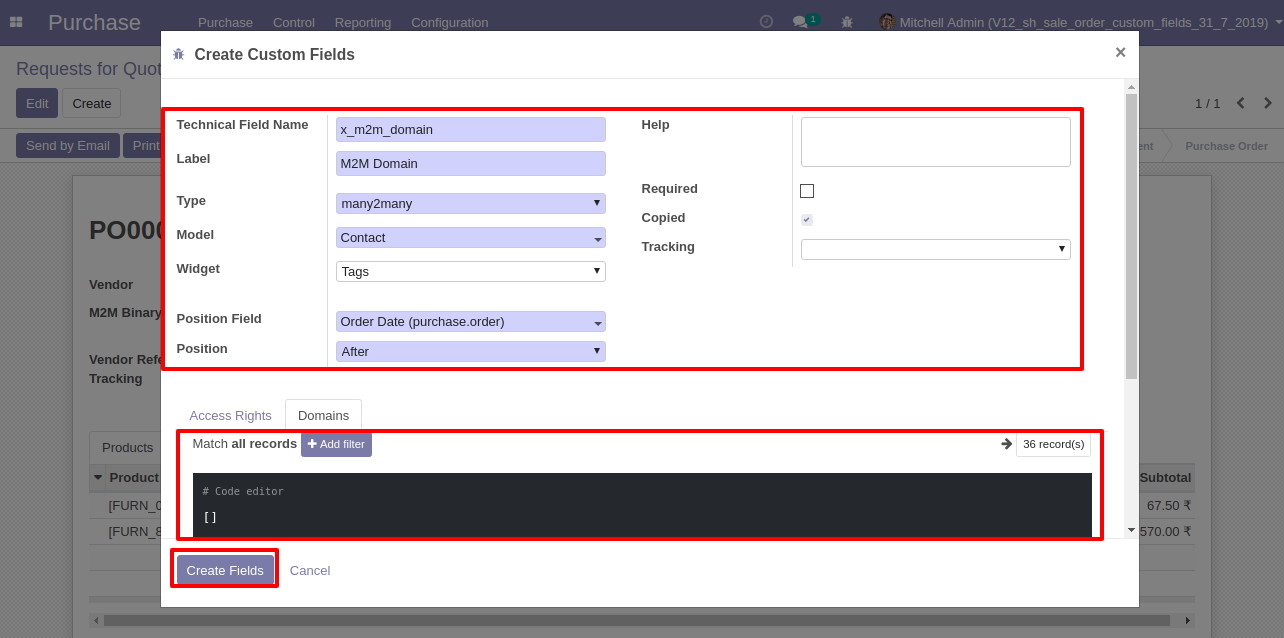 Purchase Purchase Control Reporting Configuration 1 Mitchell Admin (V12_sh_sale_order_custom_fields_31_7_2019)
Requests for Quot
Edit Create 1 / 1
Send by Email Print Purchase Order
PO000
Vendor
M2M Binary
Vendor Refe
Tracking
Products
Product Subtotal
[FURN_0 67.50 ₹
[FURN_8 570.00 ₹
Create Custom Fields ×
Technical Field Name x_m2m_domain
Label M2M Domain
Type many2many
Model Contact
Widget Tags
Position Field Order Date (purchase.order)
Position After
Help
Required
Copied
Tracking
Access Rights Domains
Match all records + Add filter 36 record(s)
# Code editor
[]
Create Fields Cancel